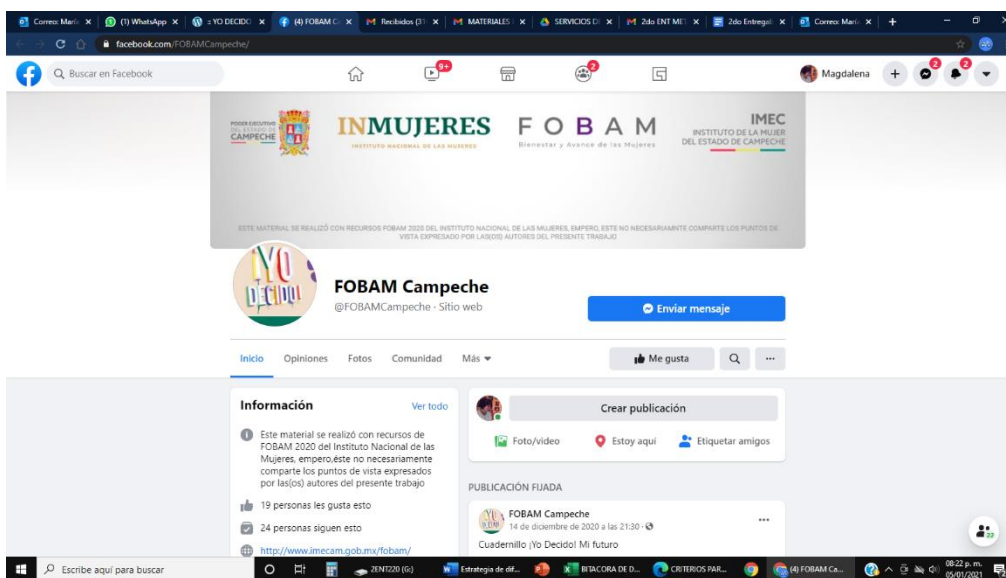 Correo: Marí
(1) WhatsApp
:: YO DECIDO
(4) FOBAM C
Recibidos (31
MATERIALES
SERVICIOS DE
2do ENT MET
2do Entregal
Correo: Marí
facebook.com/FOBAMCampeche/
Buscar en Facebook
9+
2
Magdalena
2
2
PODER EJECUTIVO
DEL ESTADO DE
CAMPECHE
INMUJERES
INSTITUTO NACIONAL DE LAS MUJERES
FOBAM
Bienestar y Avance de las Mujeres
IMEC
INSTITUTO DE LA MUJER
DEL ESTADO DE CAMPECHE
ESTE MATERIAL SE REALIZÓ CON RECURSOS FOBAM 2020 DEL INSTITUTO NACIONAL DE LAS MUJERES, EMPERO, ESTE NO NECESARIAMNTE COMPARTE LOS PUNTOS DE
VISTA EXPRESADO POR LAS(OS) AUTORES DEL PRESENTE TRABAJO
¡YO
DECIDO!
FOBAM Campeche
@FOBAMCampeche · Sitio web
Enviar mensaje
Inicio
Opiniones
Fotos
Comunidad
Más
Me gusta
Información
Ver todo
Este material se realizó con recursos de
FOBAM 2020 del Instituto Nacional de las
Mujeres, empero,éste no necesariamente
comparte los puntos de vista expresados
por las(os) autores del presente trabajo
19 personas les gusta esto
24 personas siguen esto
http://www.imecam.gob.mx/fobam/
Crear publicación
Foto/video
Estoy aquí
Etiquetar amigos
PUBLICACIÓN FIJADA
FOBAM Campeche
14 de diciembre de 2020 a las 21:30
Cuadernillo ¡Yo Decido! Mi futuro
22
Escribe aquí para buscar
2ENT220 (G:)
Estrategia de dif...
BITACORA DE D...
CRITERIOS PAR...
(4) FOBAM Ca...
08:22 p. m.
05/01/2021